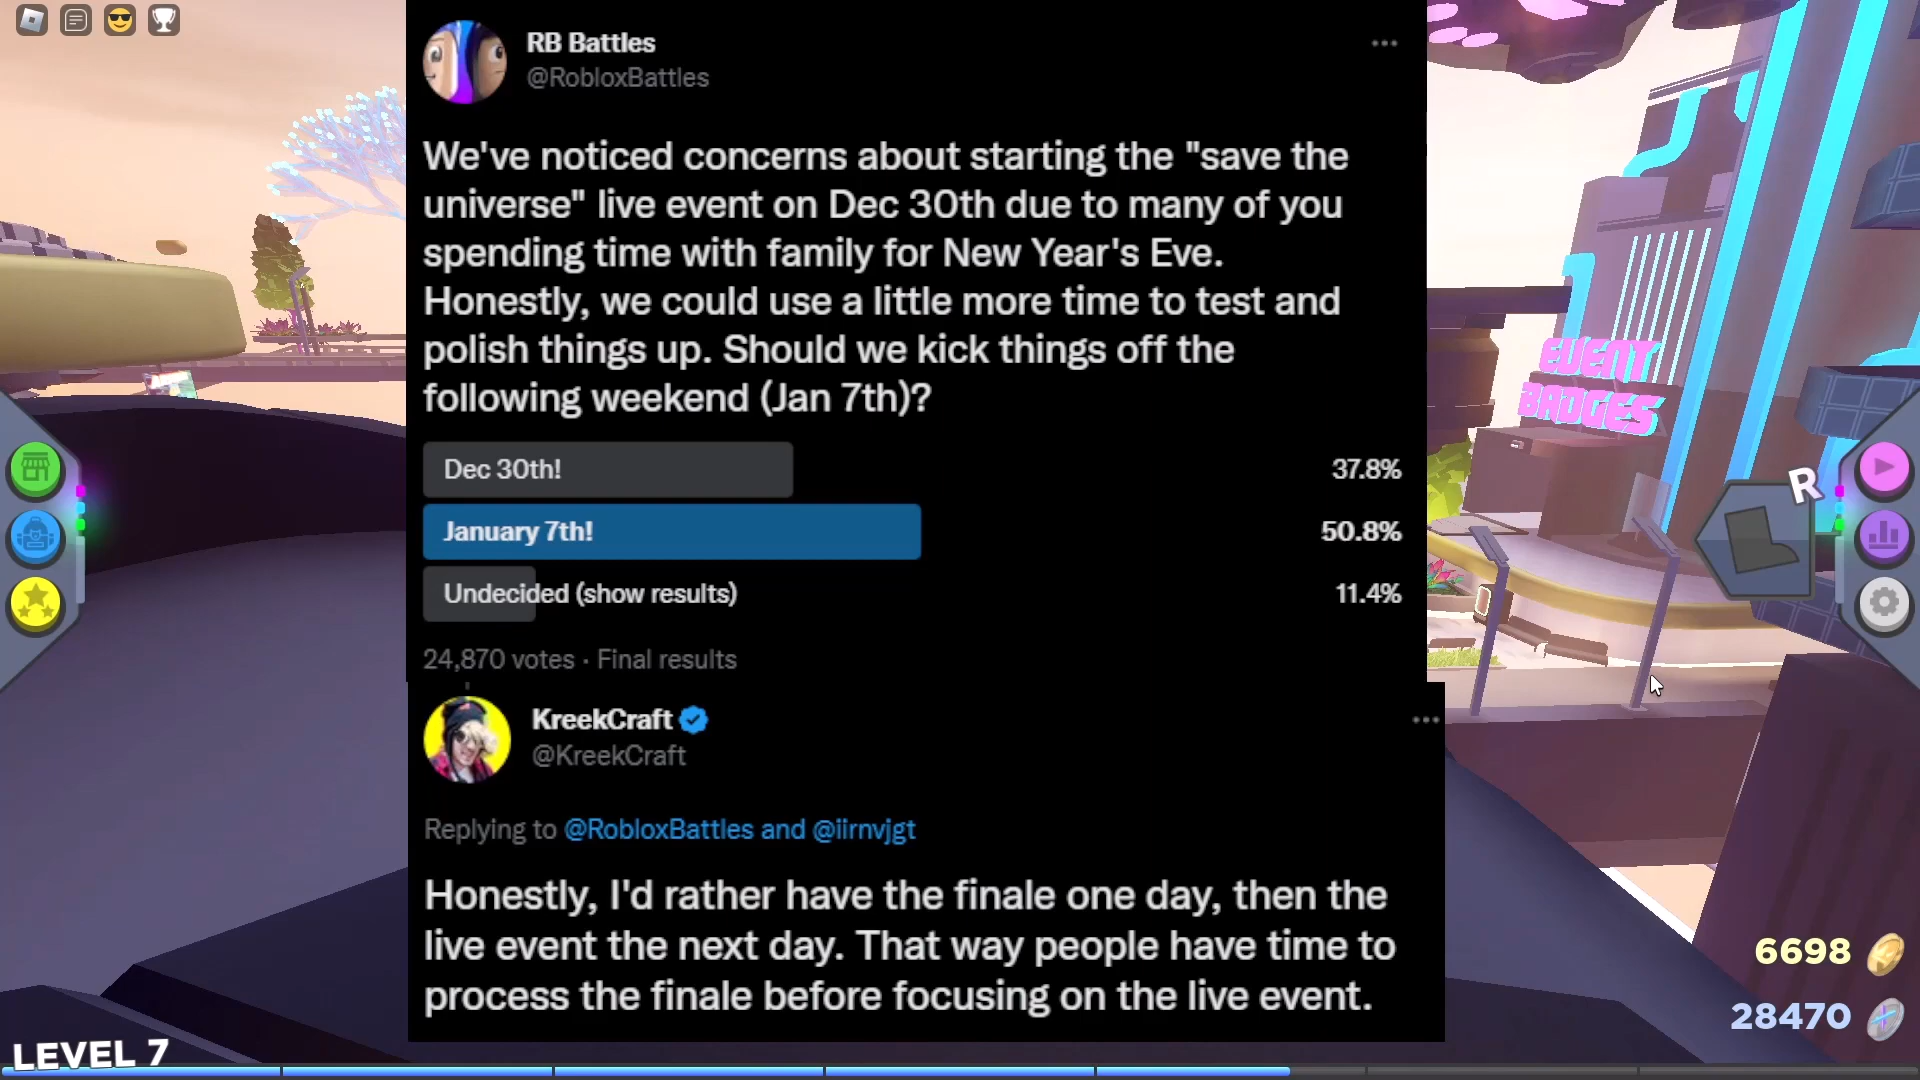 RB Battles
@RobloxBattles
We've noticed concerns about starting the "save the
universe" live event on Dec 30th due to many of you
spending time with family for New Year's Eve.
Honestly, we could use a little more time to test and
polish things up. Should we kick things off the
following weekend (Jan 7th)?
Dec 30th! 37.8%
January 7th! 50.8%
Undecided (show results) 11.4%
24,870 votes · Final results
KreekCraft
@KreekCraft
Replying to @RobloxBattles and @iirnvjgt
Honestly, I'd rather have the finale one day, then the
live event the next day. That way people have time to
process the finale before focusing on the live event.
EVENT
BADGES
R
6698
28470
LEVEL 7